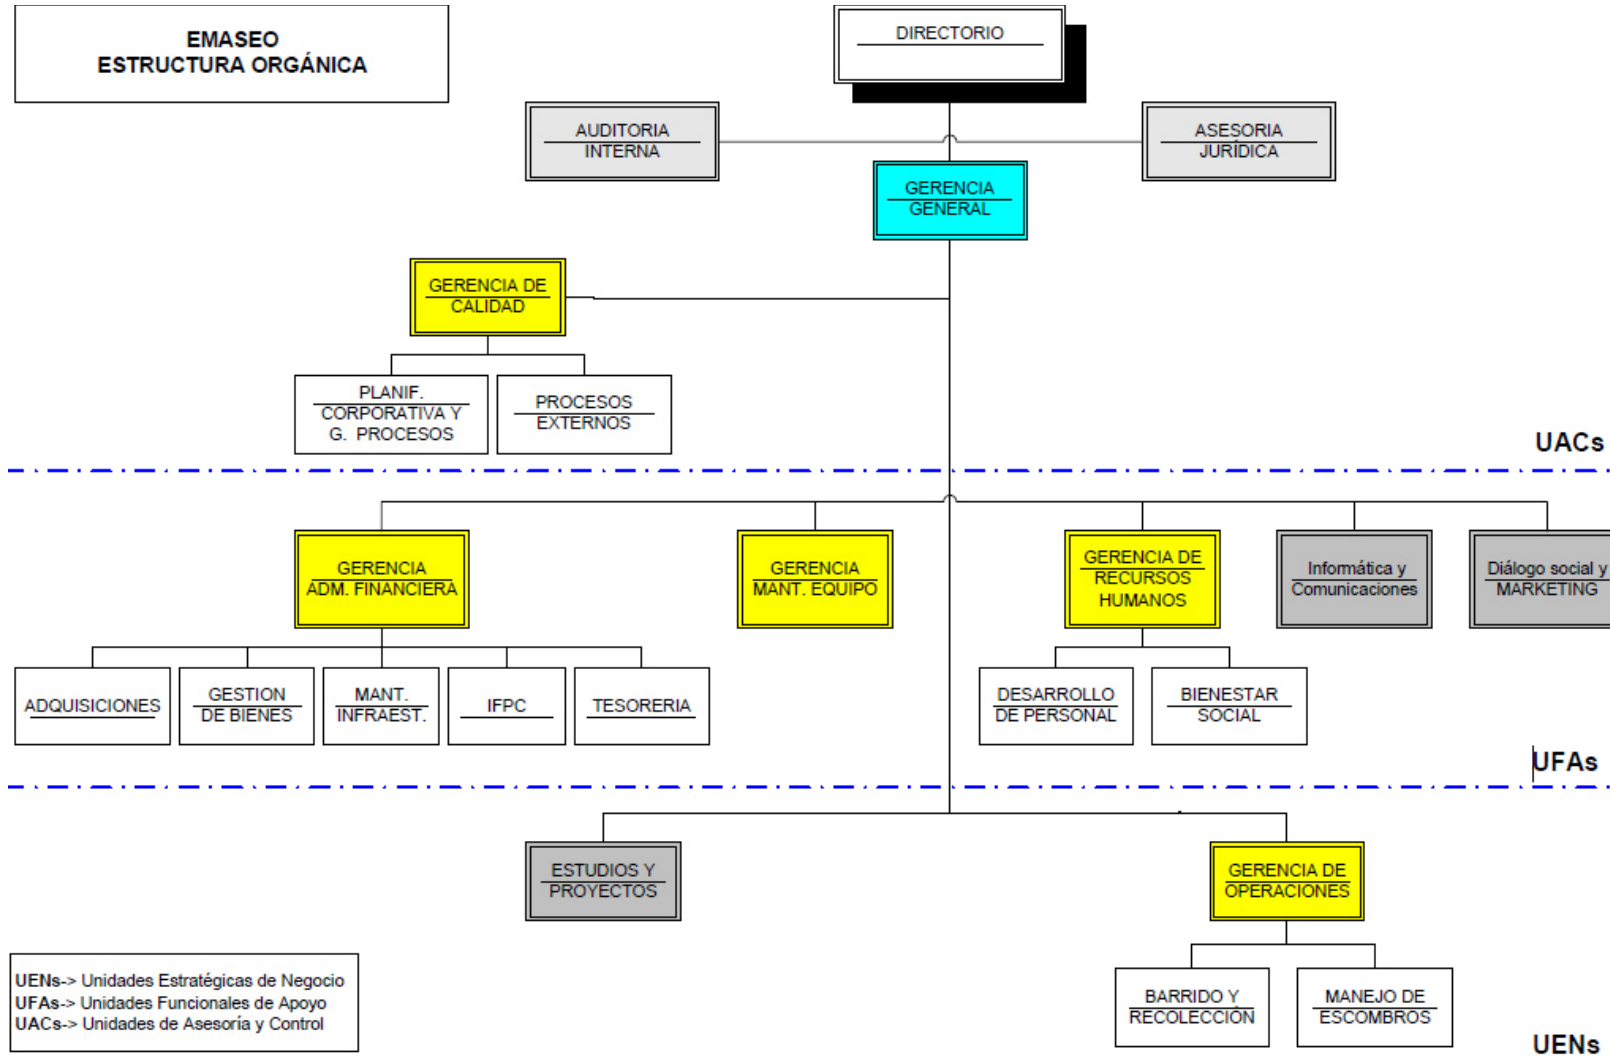 EMASEO
ESTRUCTURA ORGÁNICA
DIRECTORIO
AUDITORIA
INTERNA
ASESORIA
JURÍDICA
GERENCIA
GENERAL
GERENCIA DE
CALIDAD
PLANIF.
CORPORATIVA Y
G. PROCESOS
PROCESOS
EXTERNOS
UACs
GERENCIA
ADM. FINANCIERA
GERENCIA
MANT. EQUIPO
GERENCIA DE
RECURSOS
HUMANOS
Informática y
Comunicaciones
Diálogo social y
MARKETING
ADQUISICIONES
GESTION
DE BIENES
MANT.
INFRAEST.
IFPC
TESORERIA
DESARROLLO
DE PERSONAL
BIENESTAR
SOCIAL
UFAs
ESTUDIOS Y
PROYECTOS
GERENCIA DE
OPERACIONES
BARRIDO Y
RECOLECCIÓN
MANEJO DE
ESCOMBROS
UENs-> Unidades Estratégicas de Negocio
UFAs-> Unidades Funcionales de Apoyo
UACs-> Unidades de Asesoría y Control
UENs